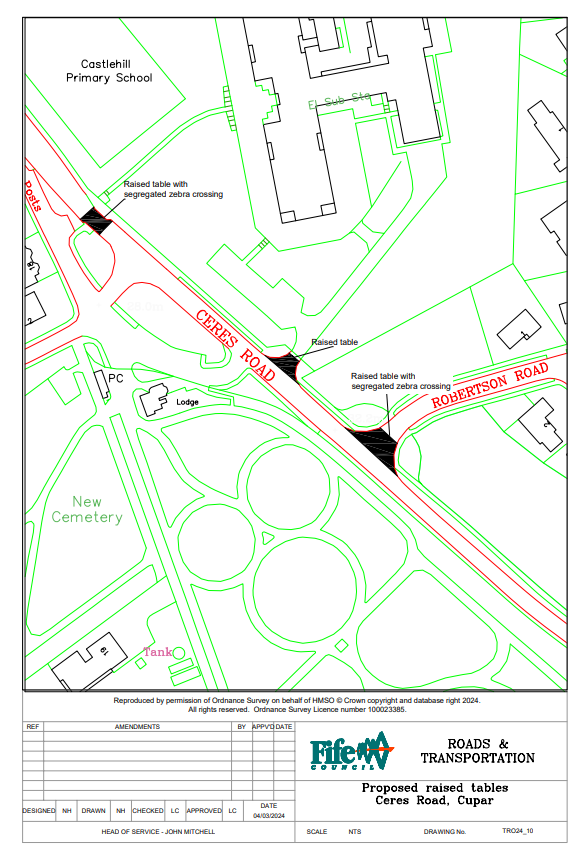 Castlehill
Primary School
El Sub Sta
Raised table with
segregated zebra crossing
Posts
CERES ROAD
Raised table
Raised table with
segregated zebra crossing
ROBERTSON ROAD
PC
Lodge
New
Cemetery
Tank
19
Reproduced by permission of Ordnance Survey on behalf of HMSO © Crown copyright and database right 2024.
All rights reserved. Ordnance Survey Licence number 100023385.
REF AMENDMENTS BY APPV'D DATE
Fife
COUNCIL
ROADS &
TRANSPORTATION
Proposed raised tables
Ceres Road, Cupar
DESIGNED NH DRAWN NH CHECKED LC APPROVED LC DATE
04/03/2024
HEAD OF SERVICE - JOHN MITCHELL
SCALE NTS DRAWING No. TRO24_10